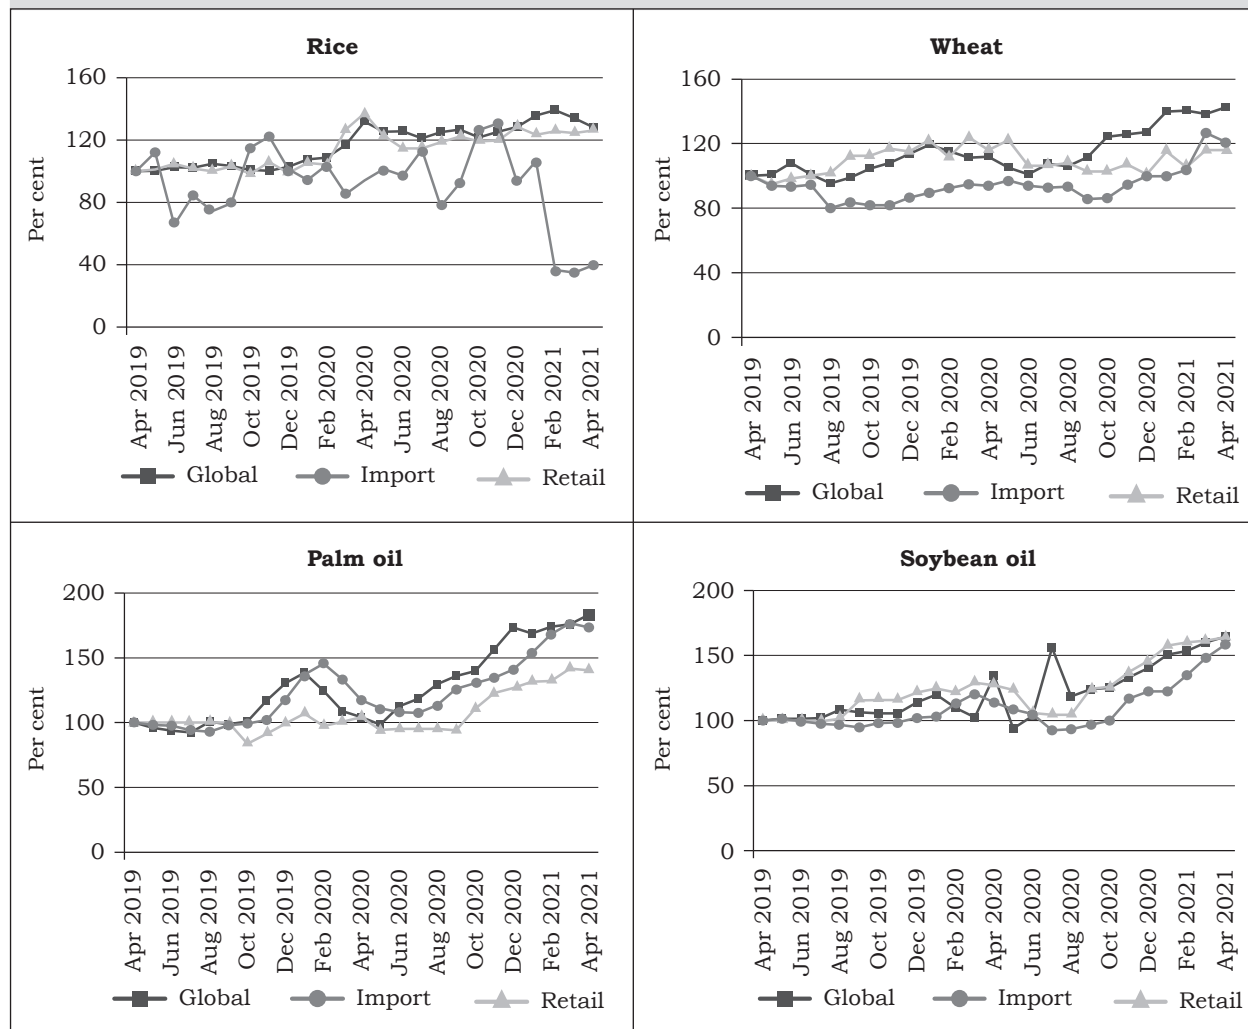 Rice
Per cent
160
120
80
40
0
Apr 2019
Jun 2019
Aug 2019
Oct 2019
Dec 2019
Feb 2020
Apr 2020
Jun 2020
Aug 2020
Oct 2020
Dec 2020
Feb 2021
Apr 2021
Global Import Retail
Wheat
Per cent
160
120
80
40
0
Apr 2019
Jun 2019
Aug 2019
Oct 2019
Dec 2019
Feb 2020
Apr 2020
Jun 2020
Aug 2020
Oct 2020
Dec 2020
Feb 2021
Apr 2021
Global Import Retail
Palm oil
Per cent
200
150
100
50
0
Apr 2019
Jun 2019
Aug 2019
Oct 2019
Dec 2019
Feb 2020
Apr 2020
Jun 2020
Aug 2020
Oct 2020
Dec 2020
Feb 2021
Apr 2021
Global Import Retail
Soybean oil
Per cent
200
150
100
50
0
Apr 2019
Jun 2019
Aug 2019
Oct 2019
Dec 2019
Feb 2020
Apr 2020
Jun 2020
Aug 2020
Oct 2020
Dec 2020
Feb 2021
Apr 2021
Global Import Retail